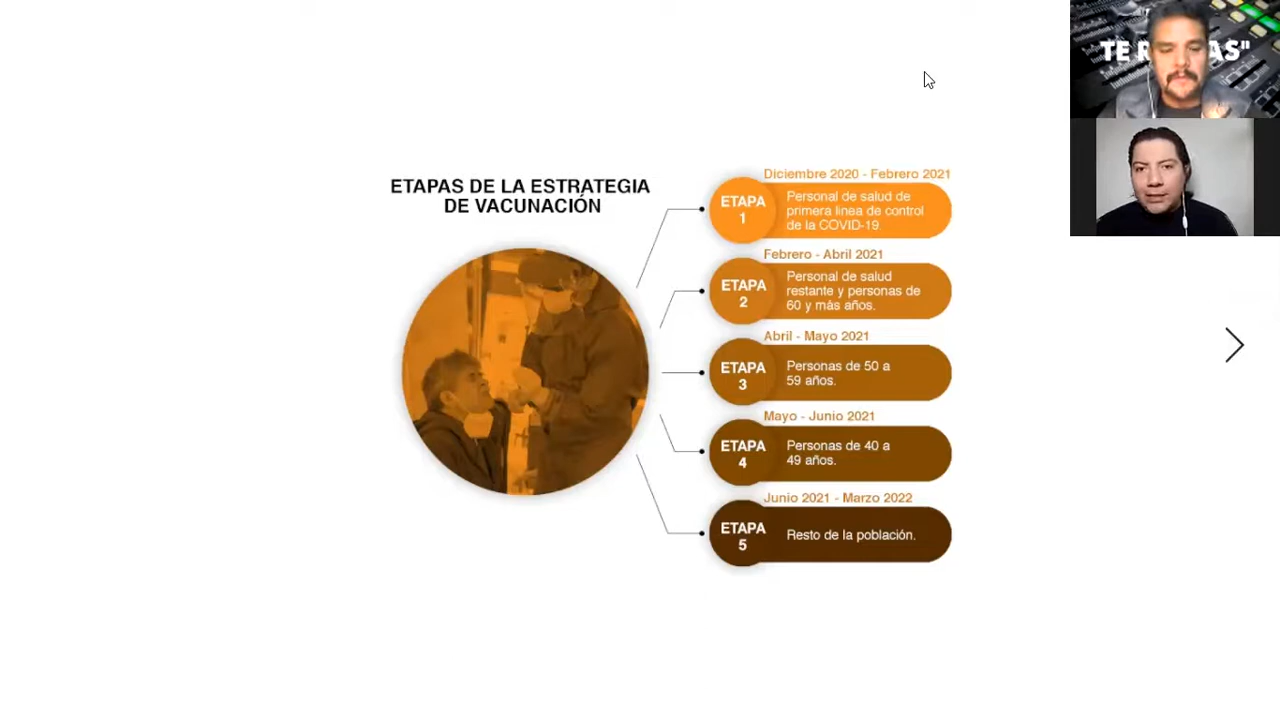 ETAPAS DE LA ESTRATEGIA
DE VACUNACIÓN
Diciembre 2020 - Febrero 2021
ETAPA
1
Personal de salud de
primera linea de control
de la COVID-19.
Febrero - Abril 2021
ETAPA
2
Personal de salud
restante y personas de
60 y más años.
Abril - Mayo 2021
ETAPA
3
Personas de 50 a
59 años.
Mayo - Junio 2021
ETAPA
4
Personas de 40 a
49 años.
Junio 2021 - Marzo 2022
ETAPA
5
Resto de la población.
TE